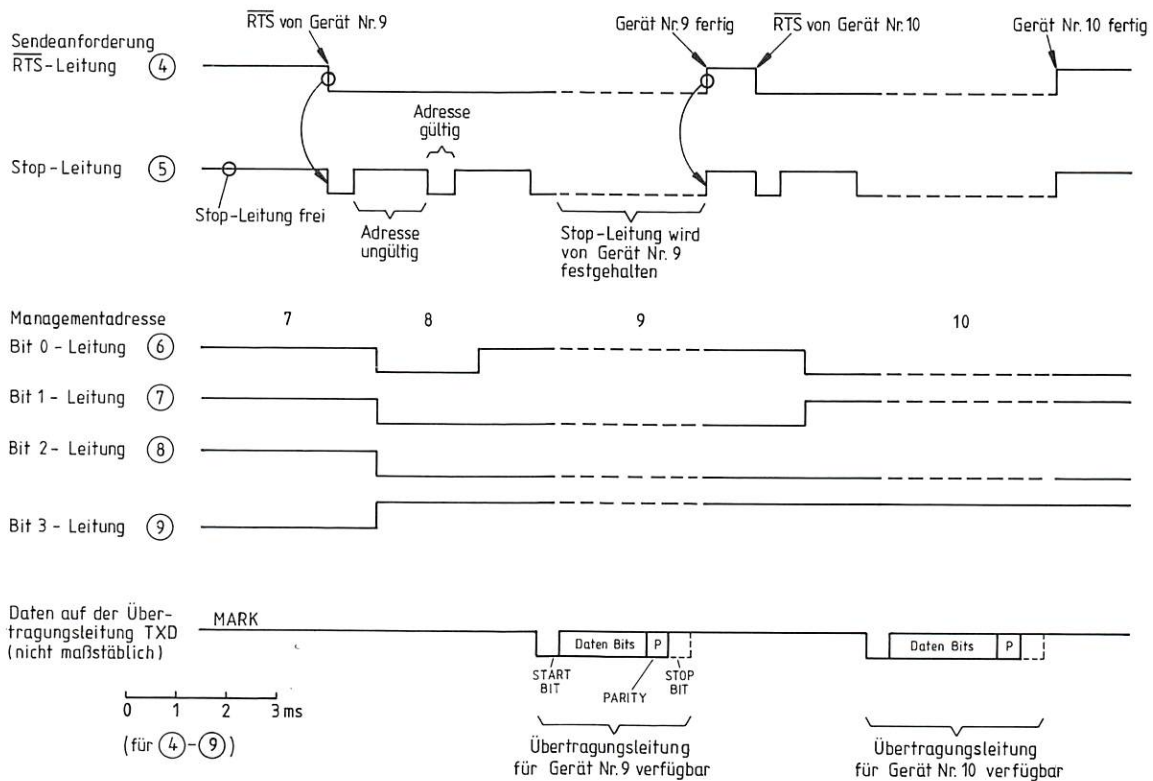 RTS von Gerät Nr. 9
Gerät Nr. 9 fertig
RTS von Gerät Nr. 10
Gerät Nr. 10 fertig
Sendeanforderung
RTS-Leitung 4
Adresse
gültig
Stop-Leitung 5
Stop-Leitung frei
Adresse
ungültig
Stop-Leitung wird
von Gerät Nr. 9
festgehalten
Managementadresse 7 8 9 10
Bit 0 - Leitung 6
Bit 1 - Leitung 7
Bit 2 - Leitung 8
Bit 3 - Leitung 9
Daten auf der Über-
tragungsleitung TXD
(nicht maßstäblich)
MARK
Daten Bits P
Daten Bits P
START
BIT
PARITY
STOP
BIT
0 1 2 3 ms
(für 4 - 9)
Übertragungsleitung
für Gerät Nr. 9 verfügbar
Übertragungsleitung
für Gerät Nr. 10 verfügbar